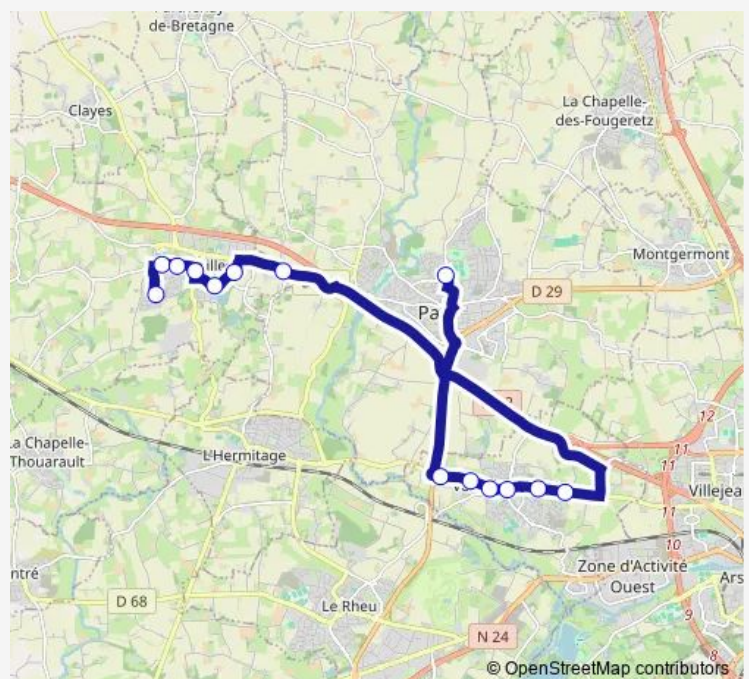 de-Bretagne
Clayes
La Chapelle-
des-Fougeretz
Montgermont
D 29
Pa
12
11
a Chapelle-
Thouarault
L'Hermitage
11
Villejea
11
10
Zone d'Activité
Ouest
Ars
ntré
D 68
Le Rheu
9
N 24
8
© OpenStreetMap contributors